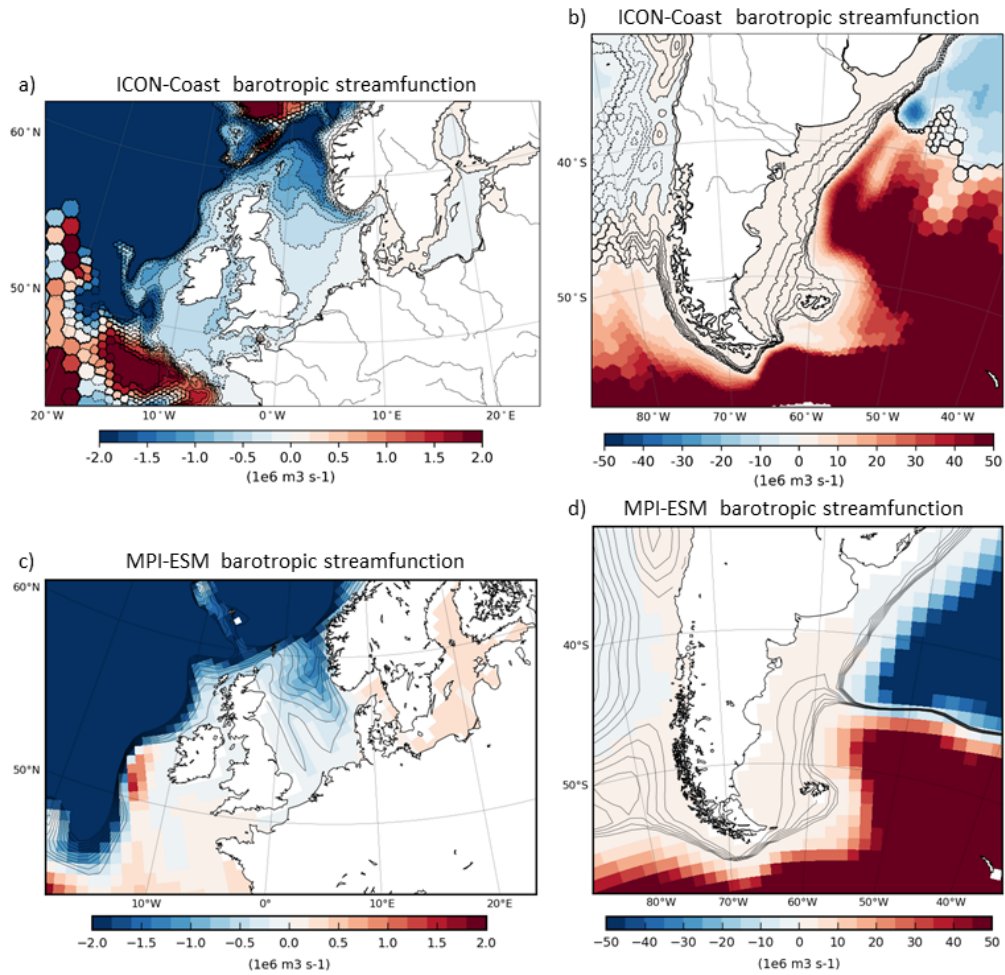 b) ICON-Coast barotropic streamfunction
a) ICON-Coast barotropic streamfunction
60°N
50°N
20°W 10°W 0°E 10°E 20°E
-2.0 -1.5 -1.0 -0.5 0.0 0.5 1.0 1.5 2.0
(1e6 m3 s-1)
40°S
50°S
80°W 70°W 60°W 50°W 40°W
-50 -40 -30 -20 -10 0 10 20 30 40 50
(1e6 m3 s-1)
d) MPI-ESM barotropic streamfunction
c) MPI-ESM barotropic streamfunction
60°N
50°N
10°W 0° 10°E 20°E
−2.0 −1.5 −1.0 −0.5 0.0 0.5 1.0 1.5 2.0
(1e6 m3 s-1)
40°S
50°S
80°W 70°W 60°W 50°W 40°W
−50 −40 −30 −20 −10 0 10 20 30 40 50
(1e6 m3 s-1)